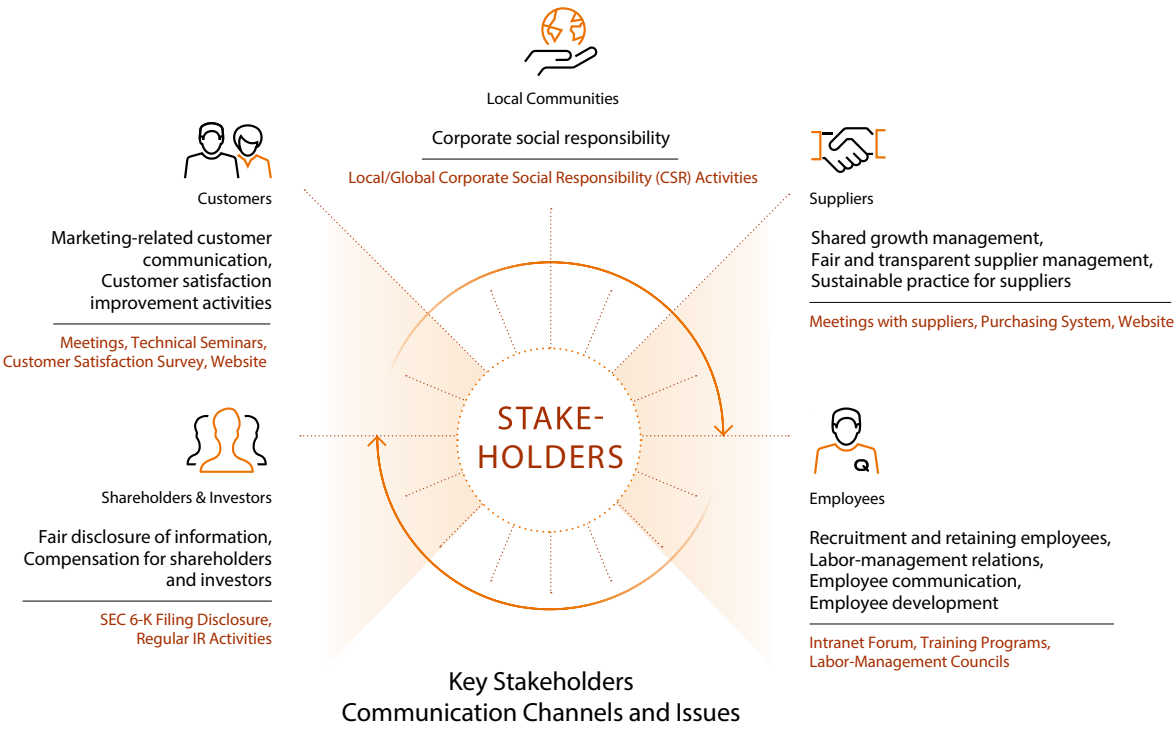 Local Communities
Corporate social responsibility
Local/Global Corporate Social Responsibility (CSR) Activities
Customers
Marketing-related customer
communication,
Customer satisfaction
improvement activities
Meetings, Technical Seminars,
Customer Satisfaction Survey, Website
Suppliers
Shared growth management,
Fair and transparent supplier management,
Sustainable practice for suppliers
Meetings with suppliers, Purchasing System, Website
STAKE-
HOLDERS
Shareholders & Investors
Fair disclosure of information,
Compensation for shareholders
and investors
SEC 6-K Filing Disclosure,
Regular IR Activities
Q
Employees
Recruitment and retaining employees,
Labor-management relations,
Employee communication,
Employee development
Intranet Forum, Training Programs,
Labor-Management Councils
Key Stakeholders
Communication Channels and Issues